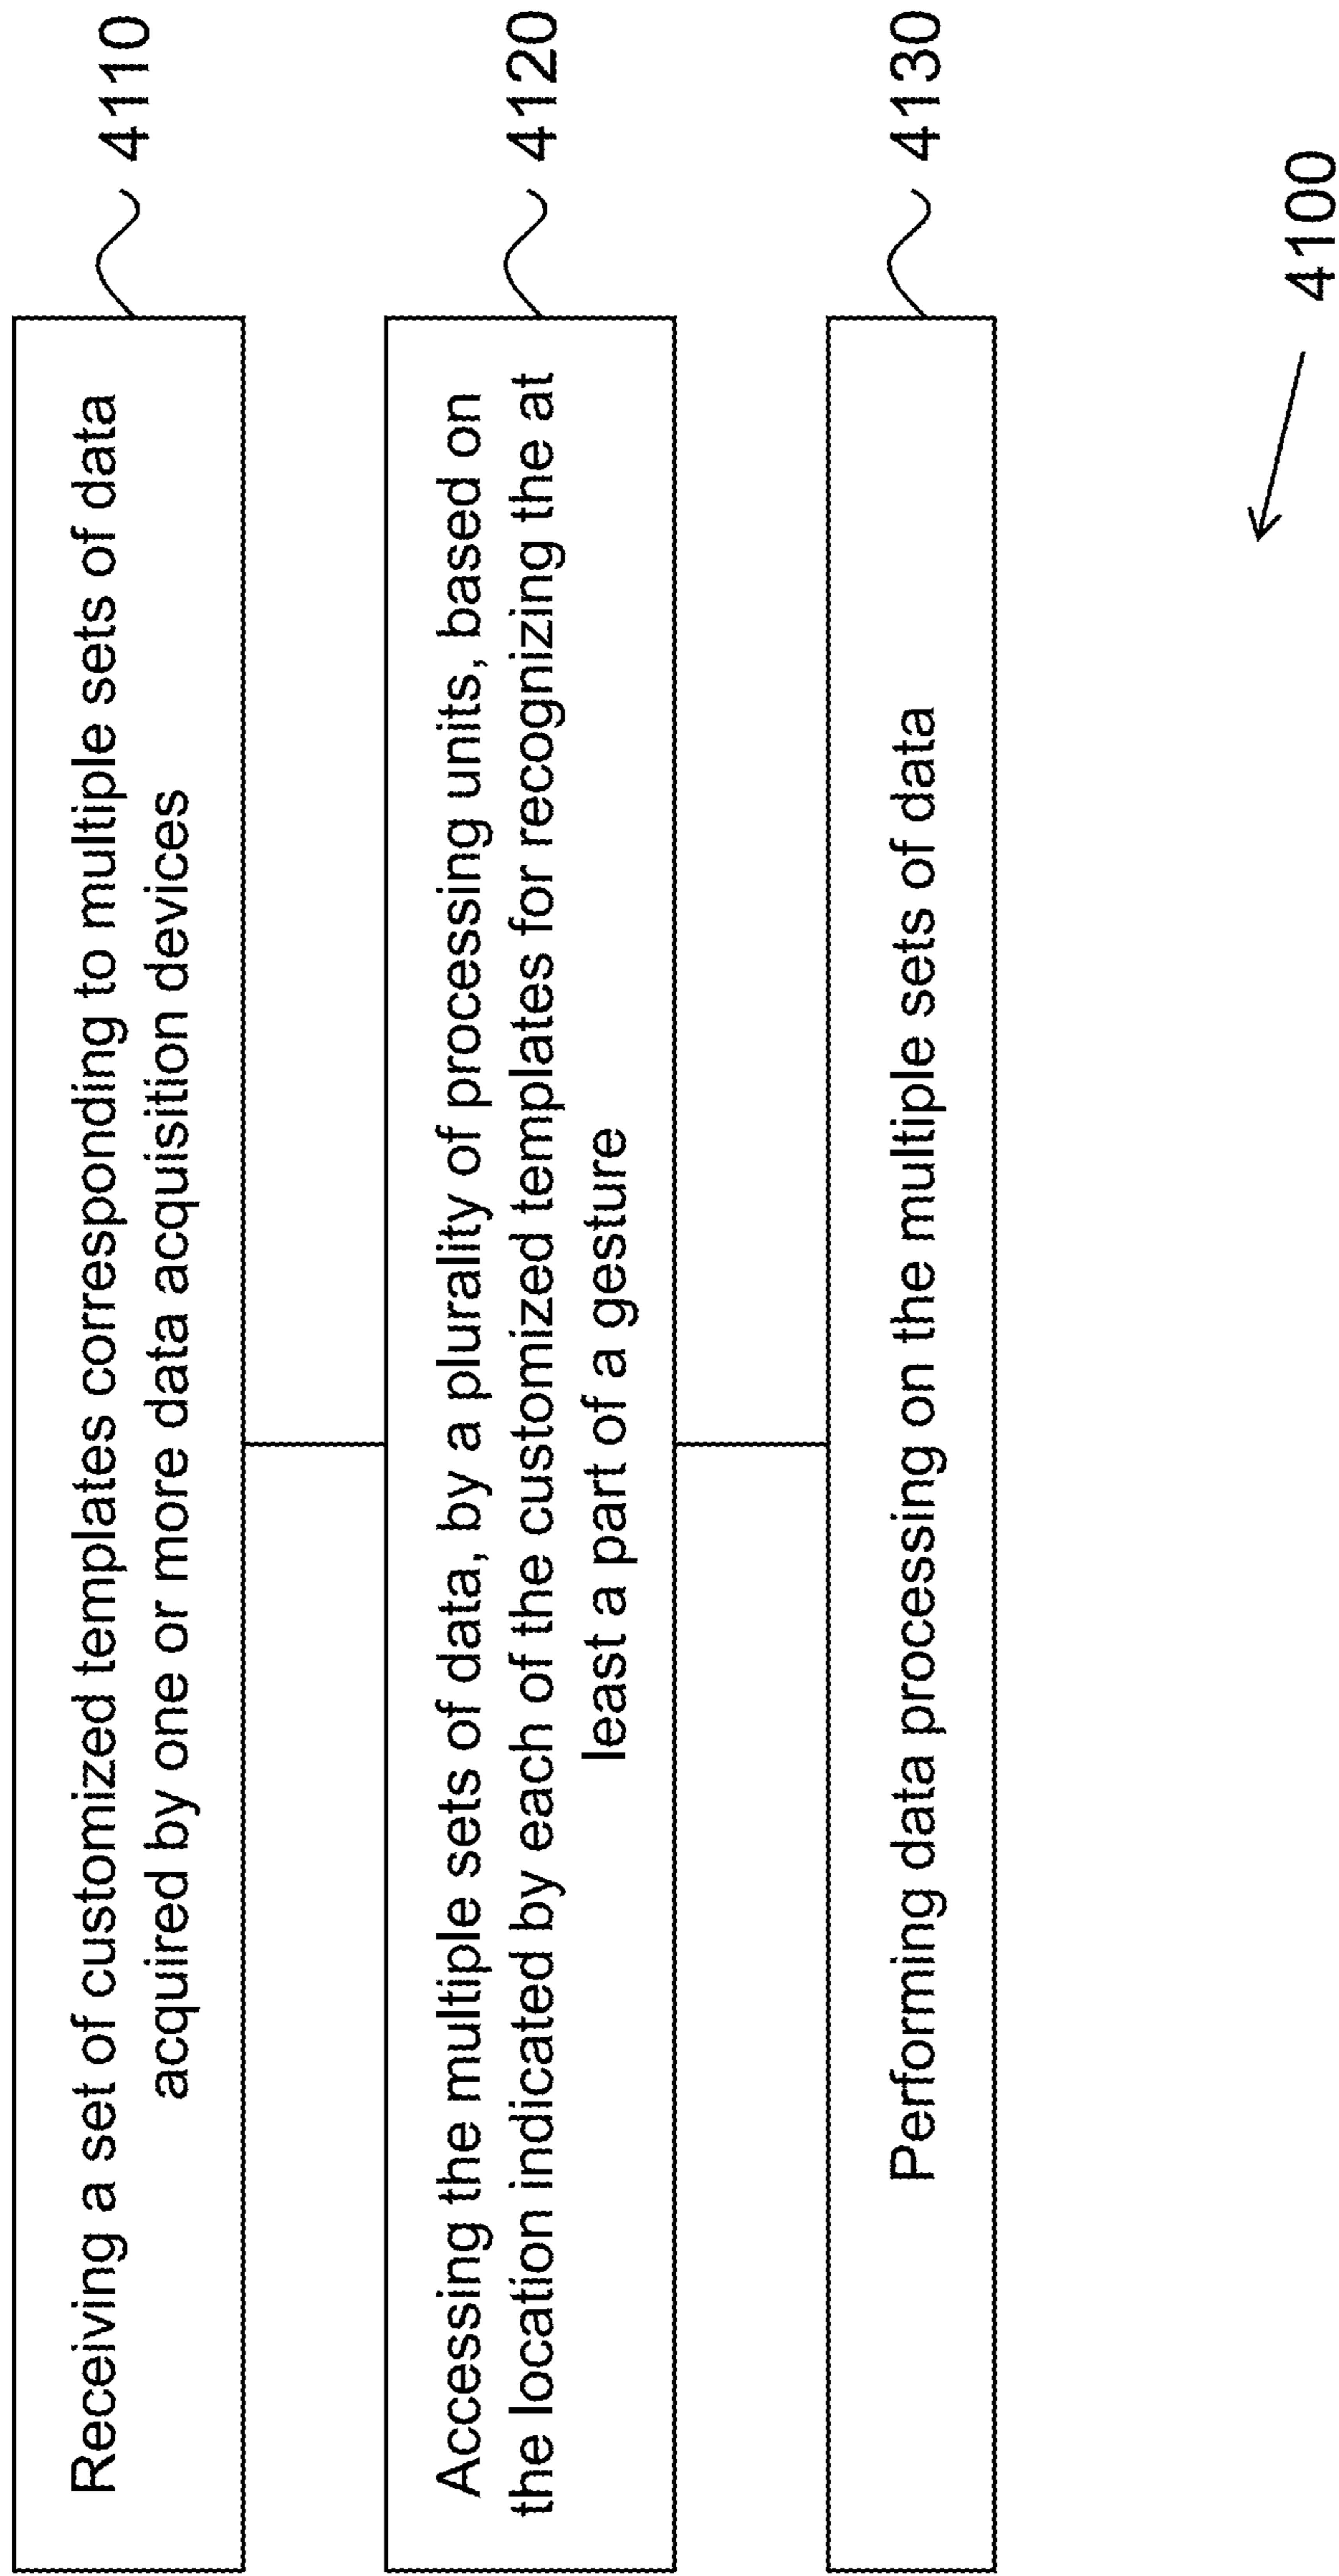 Receiving a set of customized templates corresponding to multiple sets of data
acquired by one or more data acquisition devices
4110
Accessing the multiple sets of data, by a plurality of processing units, based on
the location indicated by each of the customized templates for recognizing the at
least a part of a gesture
4120
Performing data processing on the multiple sets of data
4130
4100